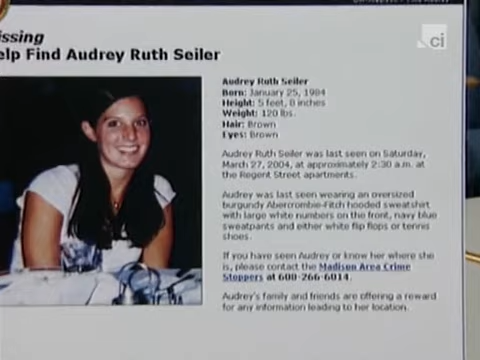 issing
elp Find Audrey Ruth Seiler
ci
Audrey Ruth Seiler
Born: January 25, 1984
Height: 5 feet, 8 inches
Weight: 120 lbs.
Hair: Brown
Eyes: Brown
Audrey Ruth Seiler was last seen on Saturday,
March 27, 2004, at approximately 2:30 a.m. at
the Regent Street apartments.
Audrey was last seen wearing an oversized
burgundy Abercrombie-Fitch hooded sweatshirt
with large white numbers on the front, navy blue
sweatpants and either white flip flops or tennis
shoes.
If you have seen Audrey or know her where she
is, please contact the Madison Area Crime
Stoppers at 608-266-6014.
Audrey's family and friends are offering a reward
for any information leading to her location.